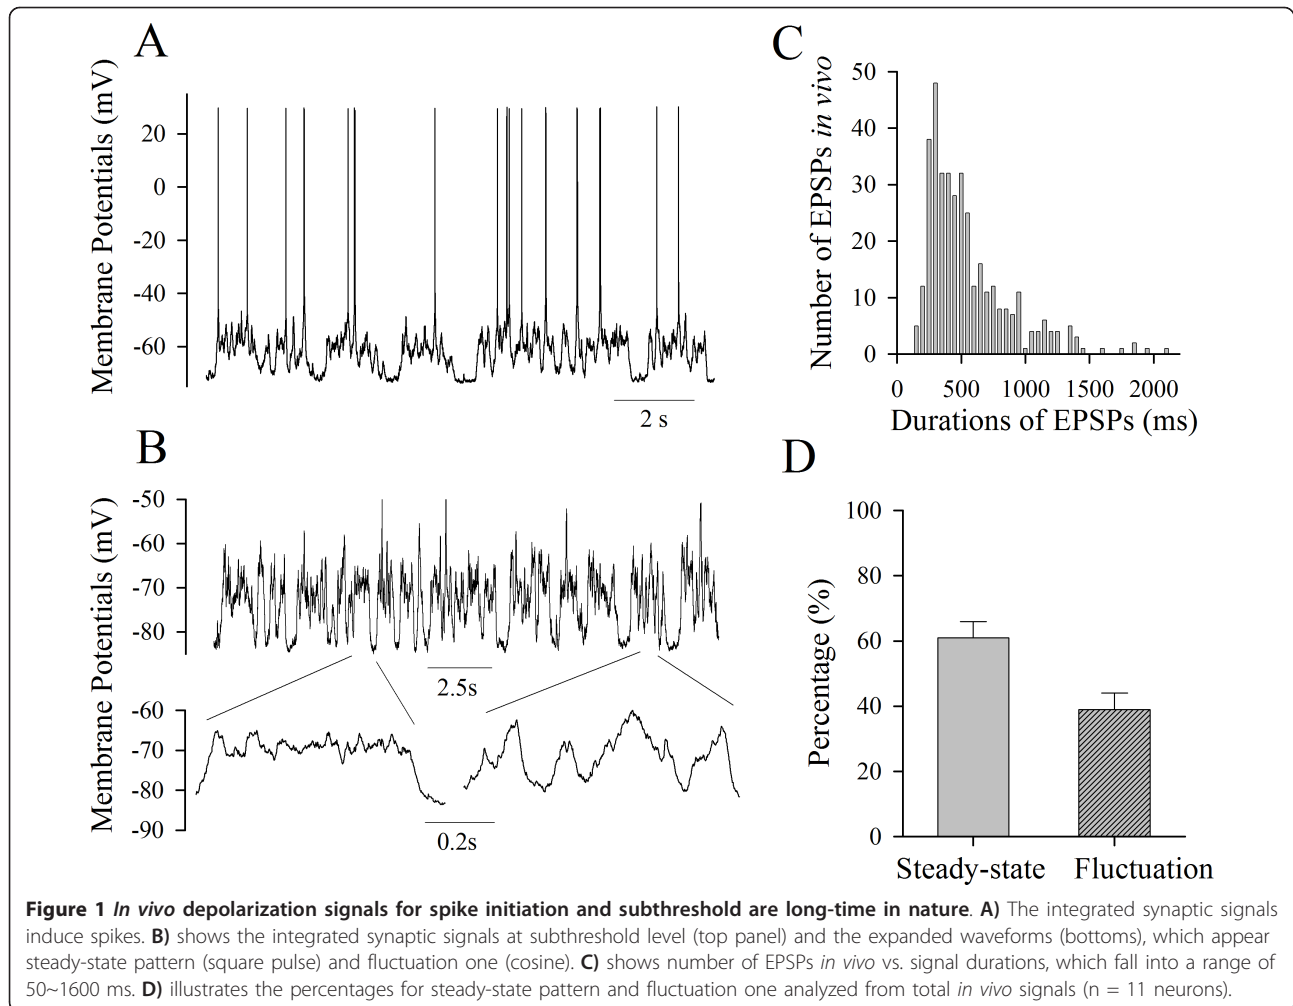 A
Membrane Potentials (mV)
20
0
-20
-40
-60
2 s
B
Membrane Potentials (mV)
-50
-60
-70
-80
2.5s
-60
-70
-80
-90
0.2s
C
Number of EPSPs in vivo
50
40
30
20
10
0
0 500 1000 1500 2000
Durations of EPSPs (ms)
D
Percentage (%)
100
80
60
40
20
0
Steady-state Fluctuation
Figure 1 In vivo depolarization signals for spike initiation and subthreshold are long-time in nature. A) The integrated synaptic signals
induce spikes. B) shows the integrated synaptic signals at subthreshold level (top panel) and the expanded waveforms (bottoms), which appear
steady-state pattern (square pulse) and fluctuation one (cosine). C) shows number of EPSPs in vivo vs. signal durations, which fall into a range of
50~1600 ms. D) illustrates the percentages for steady-state pattern and fluctuation one analyzed from total in vivo signals (n = 11 neurons).